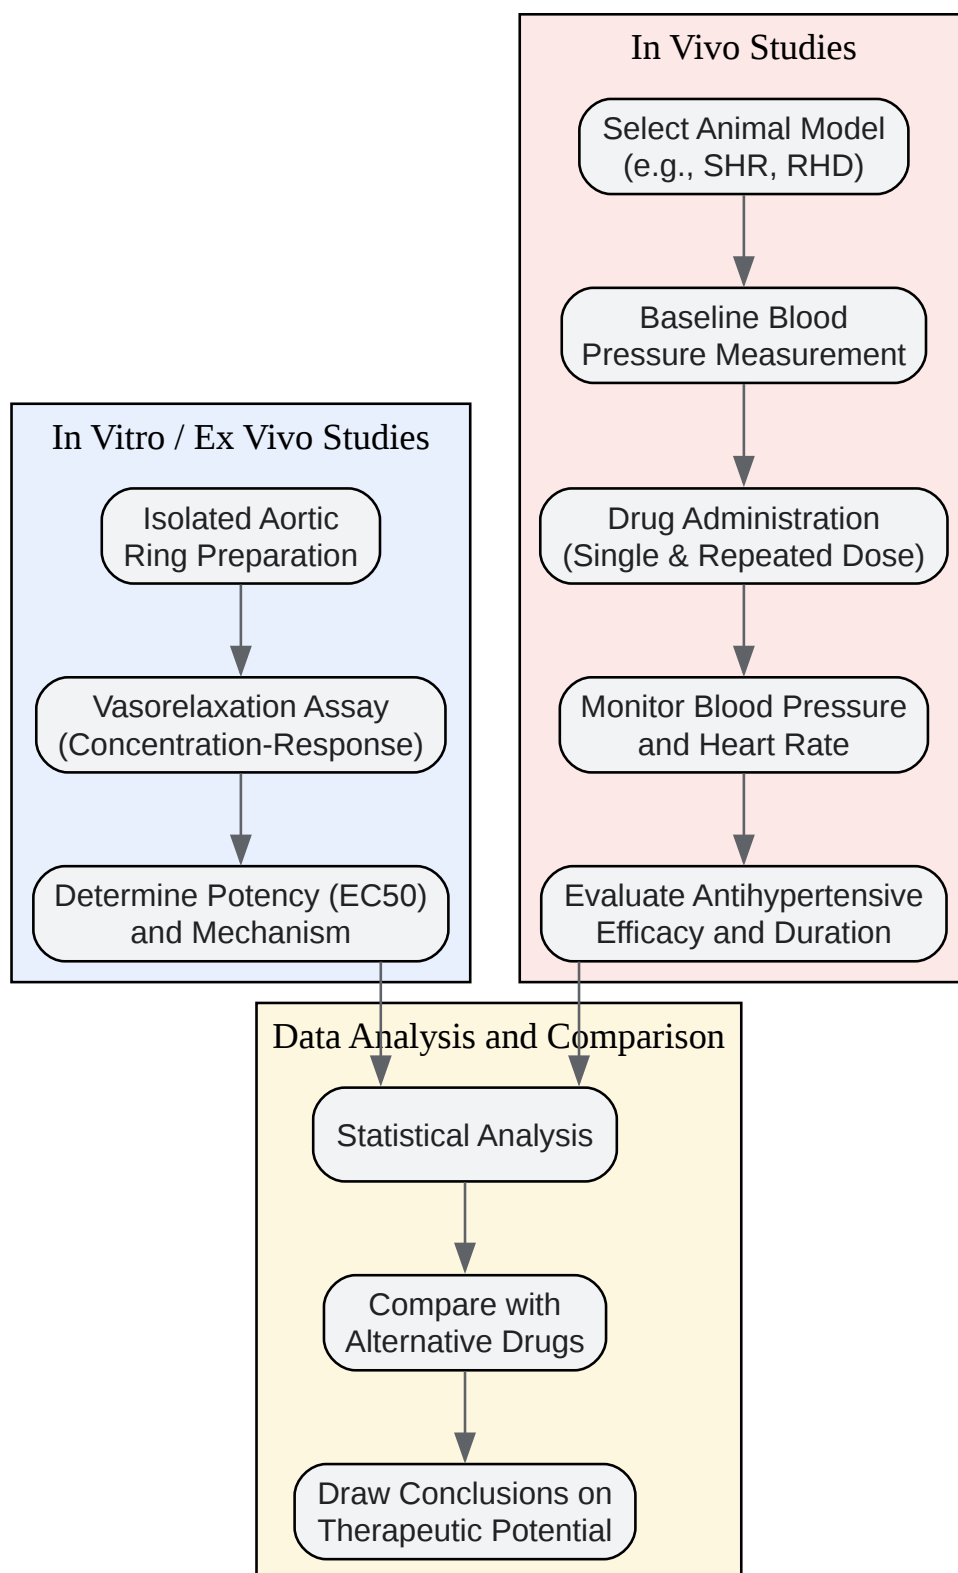 In Vivo Studies
Select Animal Model
(e.g., SHR, RHD)
Baseline Blood
Pressure Measurement
Drug Administration
(Single & Repeated Dose)
Monitor Blood Pressure
and Heart Rate
Evaluate Antihypertensive
Efficacy and Duration
In Vitro / Ex Vivo Studies
Isolated Aortic
Ring Preparation
Vasorelaxation Assay
(Concentration-Response)
Determine Potency (EC50)
and Mechanism
Data Analysis and Comparison
Statistical Analysis
Compare with
Alternative Drugs
Draw Conclusions on
Therapeutic Potential